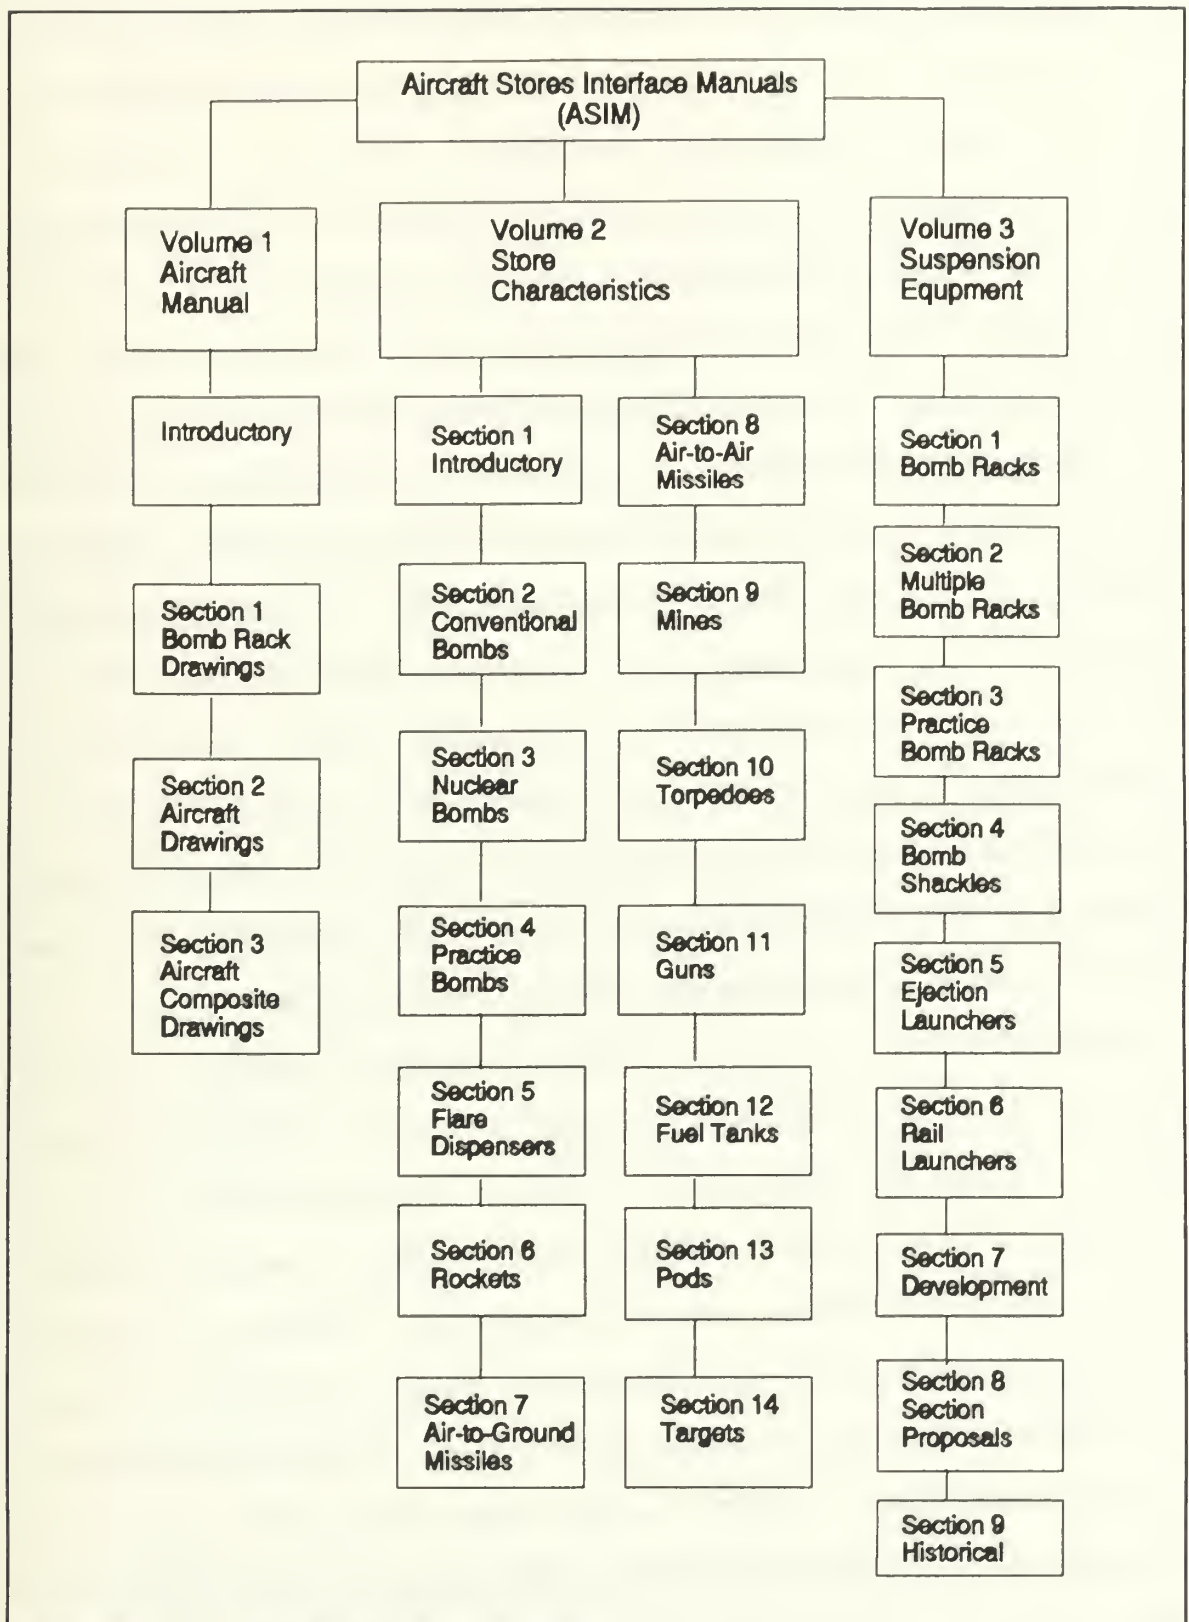 Aircraft Stores Interface Manuals
(ASIM)
Volume 1
Aircraft
Manual
Introductory
Section 1
Bomb Rack
Drawings
Section 2
Aircraft
Drawings
Section 3
Aircraft
Composite
Drawings
Volume 2
Store
Characteristics
Section 1
Introductory
Section 2
Conventional
Bombs
Section 3
Nuclear
Bombs
Section 4
Practice
Bombs
Section 5
Flare
Dispensers
Section 6
Rockets
Section 7
Air-to-Ground
Missiles
Section 8
Air-to-Air
Missiles
Section 9
Mines
Section 10
Torpedoes
Section 11
Guns
Section 12
Fuel Tanks
Section 13
Pods
Section 14
Targets
Volume 3
Suspension
Equpment
Section 1
Bomb Racks
Section 2
Multiple
Bomb Racks
Section 3
Practice
Bomb Racks
Section 4
Bomb
Shackles
Section 5
Ejection
Launchers
Section 6
Rail
Launchers
Section 7
Development
Section 8
Section
Proposals
Section 9
Historical